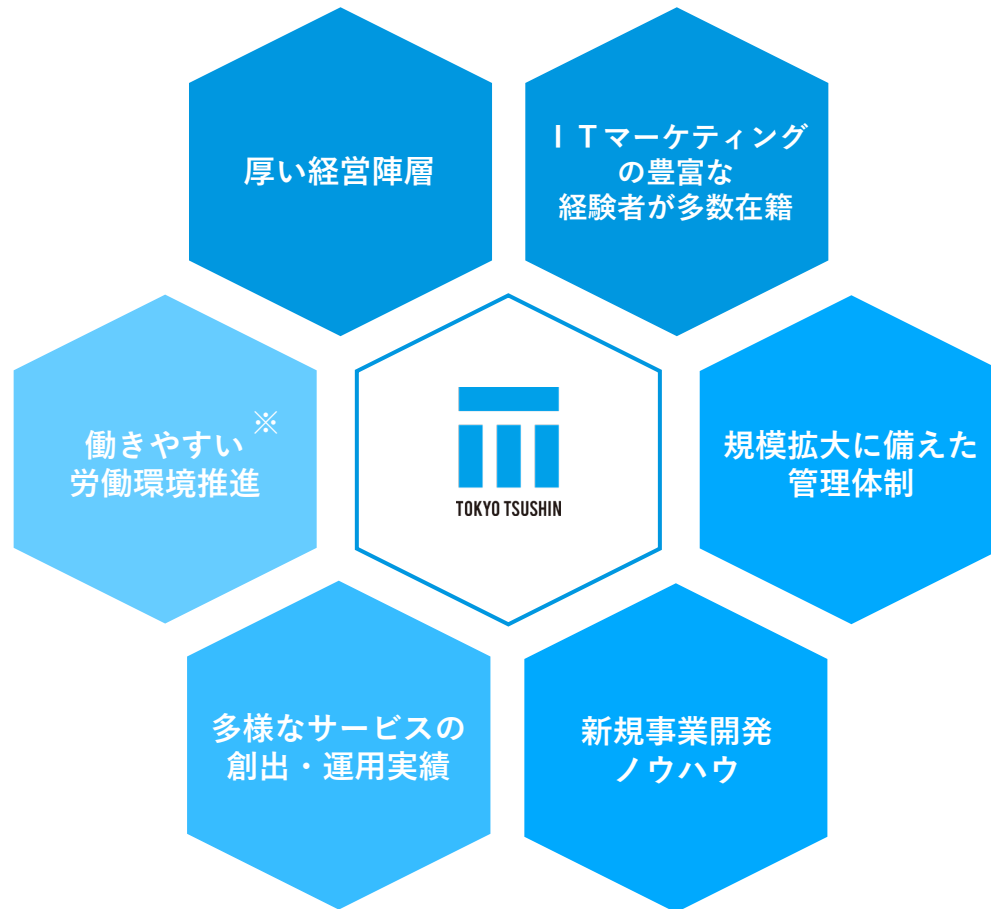 厚い経営陣層
ＩＴマーケティング
の豊富な
経験者が多数在籍
働きやすい※
労働環境推進
TOKYO TSUSHIN
規模拡大に備えた
管理体制
多様なサービスの
創出・運用実績
新規事業開発
ノウハウ